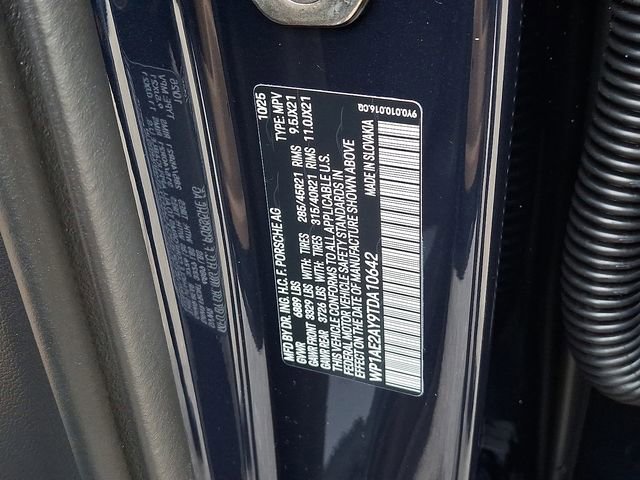 MFD BY DR. ING. H.C. F. PORSCHE AG 10/25
GVWR 6889 LBS TYPE: MPV
GAWR FRONT 3329 LBS WITH: TIRES 285/45R21 RIMS 9.5JX21
GAWR REAR 3726 LBS WITH: TIRES 315/40R21 RIMS 11.0JX21
THIS VEHICLE CONFORMS TO ALL APPLICABLE U.S.
FEDERAL MOTOR VEHICLE SAFETY STANDARDS IN
EFFECT ON THE DATE OF MANUFACTURE SHOWN ABOVE
WP1AE2AY9TDA10642 MADE IN SLOVAKIA
9Y0.010.016.CQ